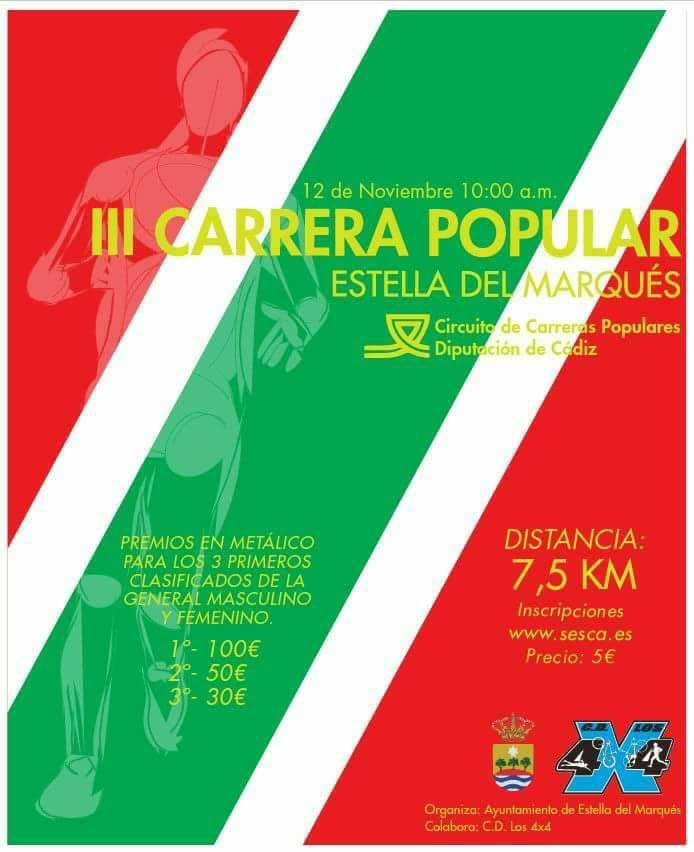 12 de Noviembre 10:00 a.m.
III CARRERA POPULAR
ESTELLA DEL MARQUÉS
Circuito de Carreras Populares
Diputación de Cádiz
PREMIOS EN METÁLICO
PARA LOS 3 PRIMEROS
CLASIFICADOS DE LA
GENERAL MASCULINO
Y FEMENINO.
1º- 100€
2º- 50€
3º- 30€
DISTANCIA:
7,5 KM
Inscripciones
www.sesca.es
Precio: 5€
C.D. LOS
4X4
Organiza: Ayuntamiento de Estella del Marqués
Colabora: C.D. Los 4x4